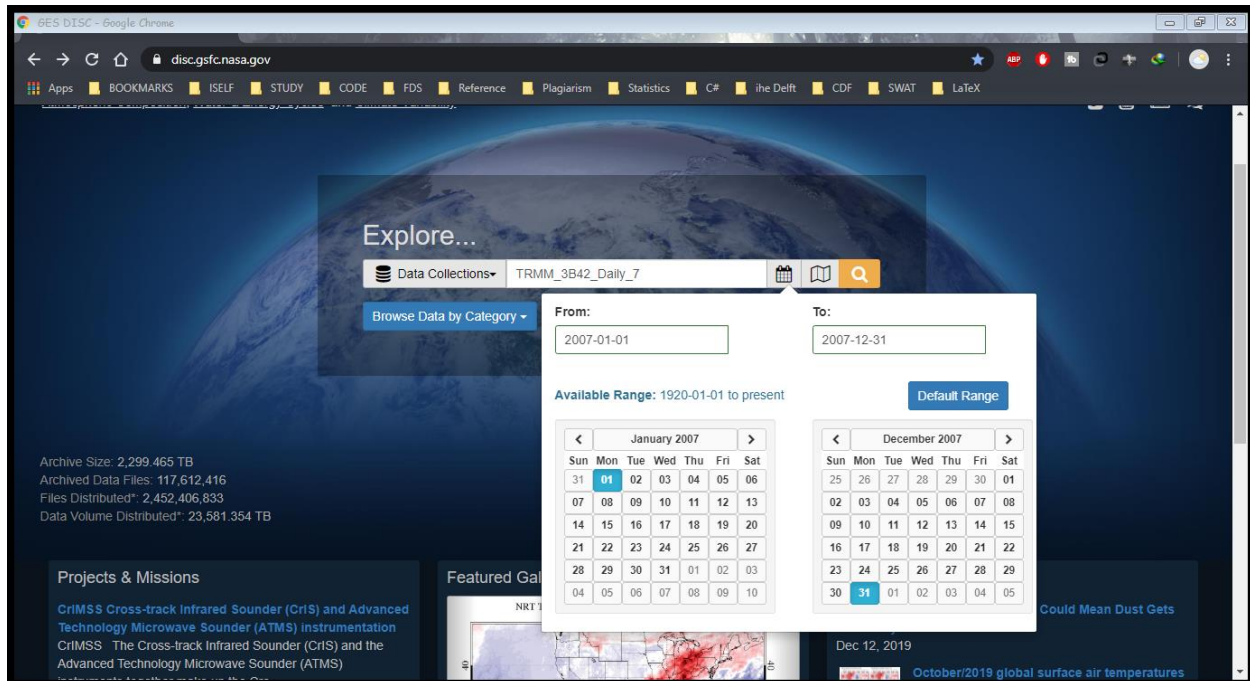 GES DISC - Google Chrome
disc.gsfc.nasa.gov
ABP
Apps BOOKMARKS ISELF STUDY CODE FDS Reference Plagiarism Statistics C# ihe Delft CDF SWAT LaTeX
Atmospheric Composition, Water & Energy Cycles and Climate Variability.
Explore...
Data Collections TRMM_3B42_Daily_7
Browse Data by Category
From: To:
2007-01-01 2007-12-31
Available Range: 1920-01-01 to present Default Range
January 2007 December 2007
Sun Mon Tue Wed Thu Fri Sat Sun Mon Tue Wed Thu Fri Sat
31 01 02 03 04 05 06 25 26 27 28 29 30 01
07 08 09 10 11 12 13 02 03 04 05 06 07 08
14 15 16 17 18 19 20 09 10 11 12 13 14 15
21 22 23 24 25 26 27 16 17 18 19 20 21 22
28 29 30 31 01 02 03 23 24 25 26 27 28 29
04 05 06 07 08 09 10 30 31 01 02 03 04 05
Archive Size: 2,299.465 TB
Archived Data Files: 117,612,416
Files Distributed*: 2,452,406,833
Data Volume Distributed*: 23,581.354 TB
Projects & Missions
CrIMSS Cross-track Infrared Sounder (CrIS) and Advanced
Technology Microwave Sounder (ATMS) instrumentation
CrIMSS The Cross-track Infrared Sounder (CrIS) and the
Advanced Technology Microwave Sounder (ATMS)
Featured Gal
NRT T
Could Mean Dust Gets
Dec 12, 2019
October/2019 global surface air temperatures